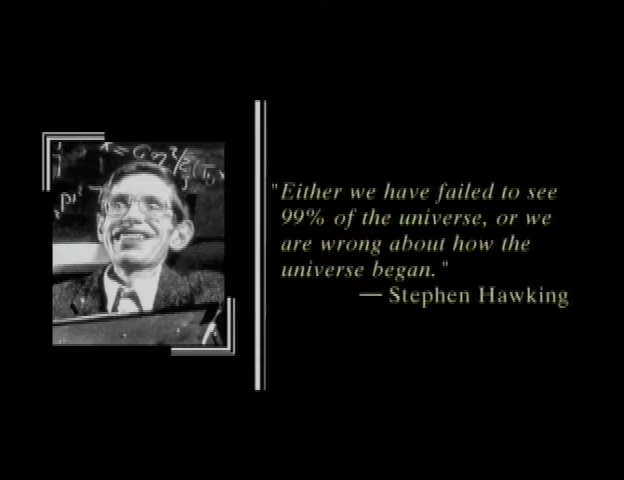 "Either we have failed to see
99% of the universe, or we
are wrong about how the
universe began."
— Stephen Hawking